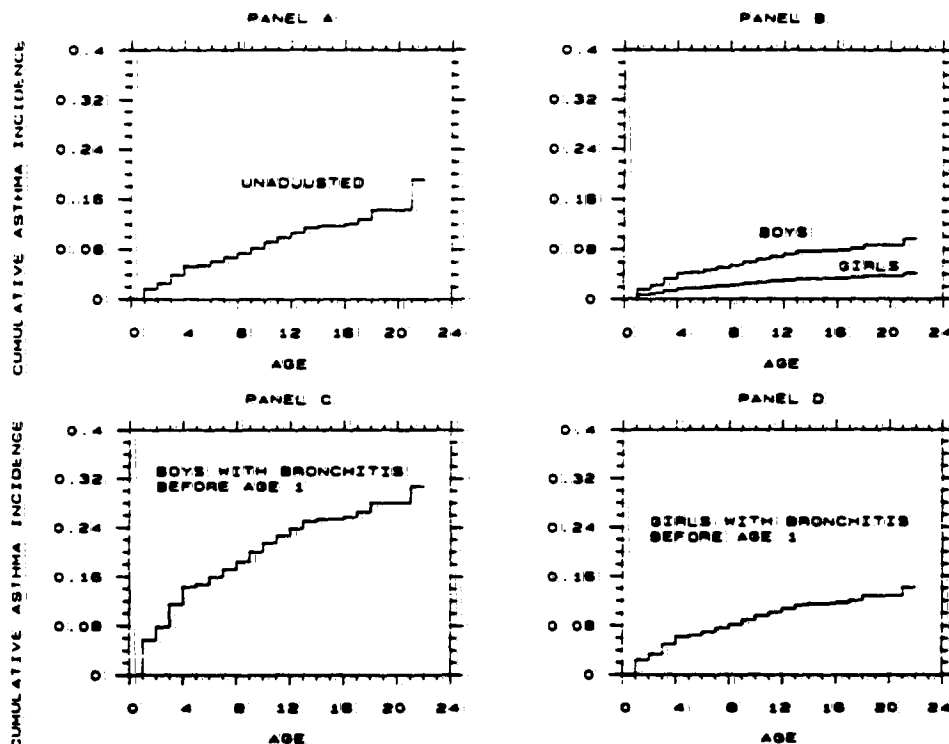 PANEL A
CUMULATIVE ASTHMA INCIDENCE
0.4
0.32
0.24
0.16
0.08
0
UNADJUSTED
0 4 8 12 16 20 24
AGE
PANEL B
0.4
0.32
0.24
0.16
0.08
0
BOYS
GIRLS
0 4 8 12 16 20 24
AGE
PANEL C
CUMULATIVE ASTHMA INCIDENCE
0.4
0.32
0.24
0.16
0.08
0
BOYS WITH BRONCHITIS
BEFORE AGE 1
0 4 8 12 16 20 24
AGE
PANEL D
0.4
0.32
0.24
0.16
0.08
0
GIRLS WITH BRONCHITIS
BEFORE AGE 1
0 4 8 12 16 20 24
AGE